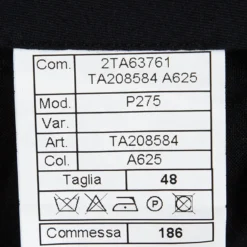 Com. 2TA63761
TA208584 A625
Mod. P275
Var.
Art. TA208584
Col. A625
Taglia 48
P
Commessa 186